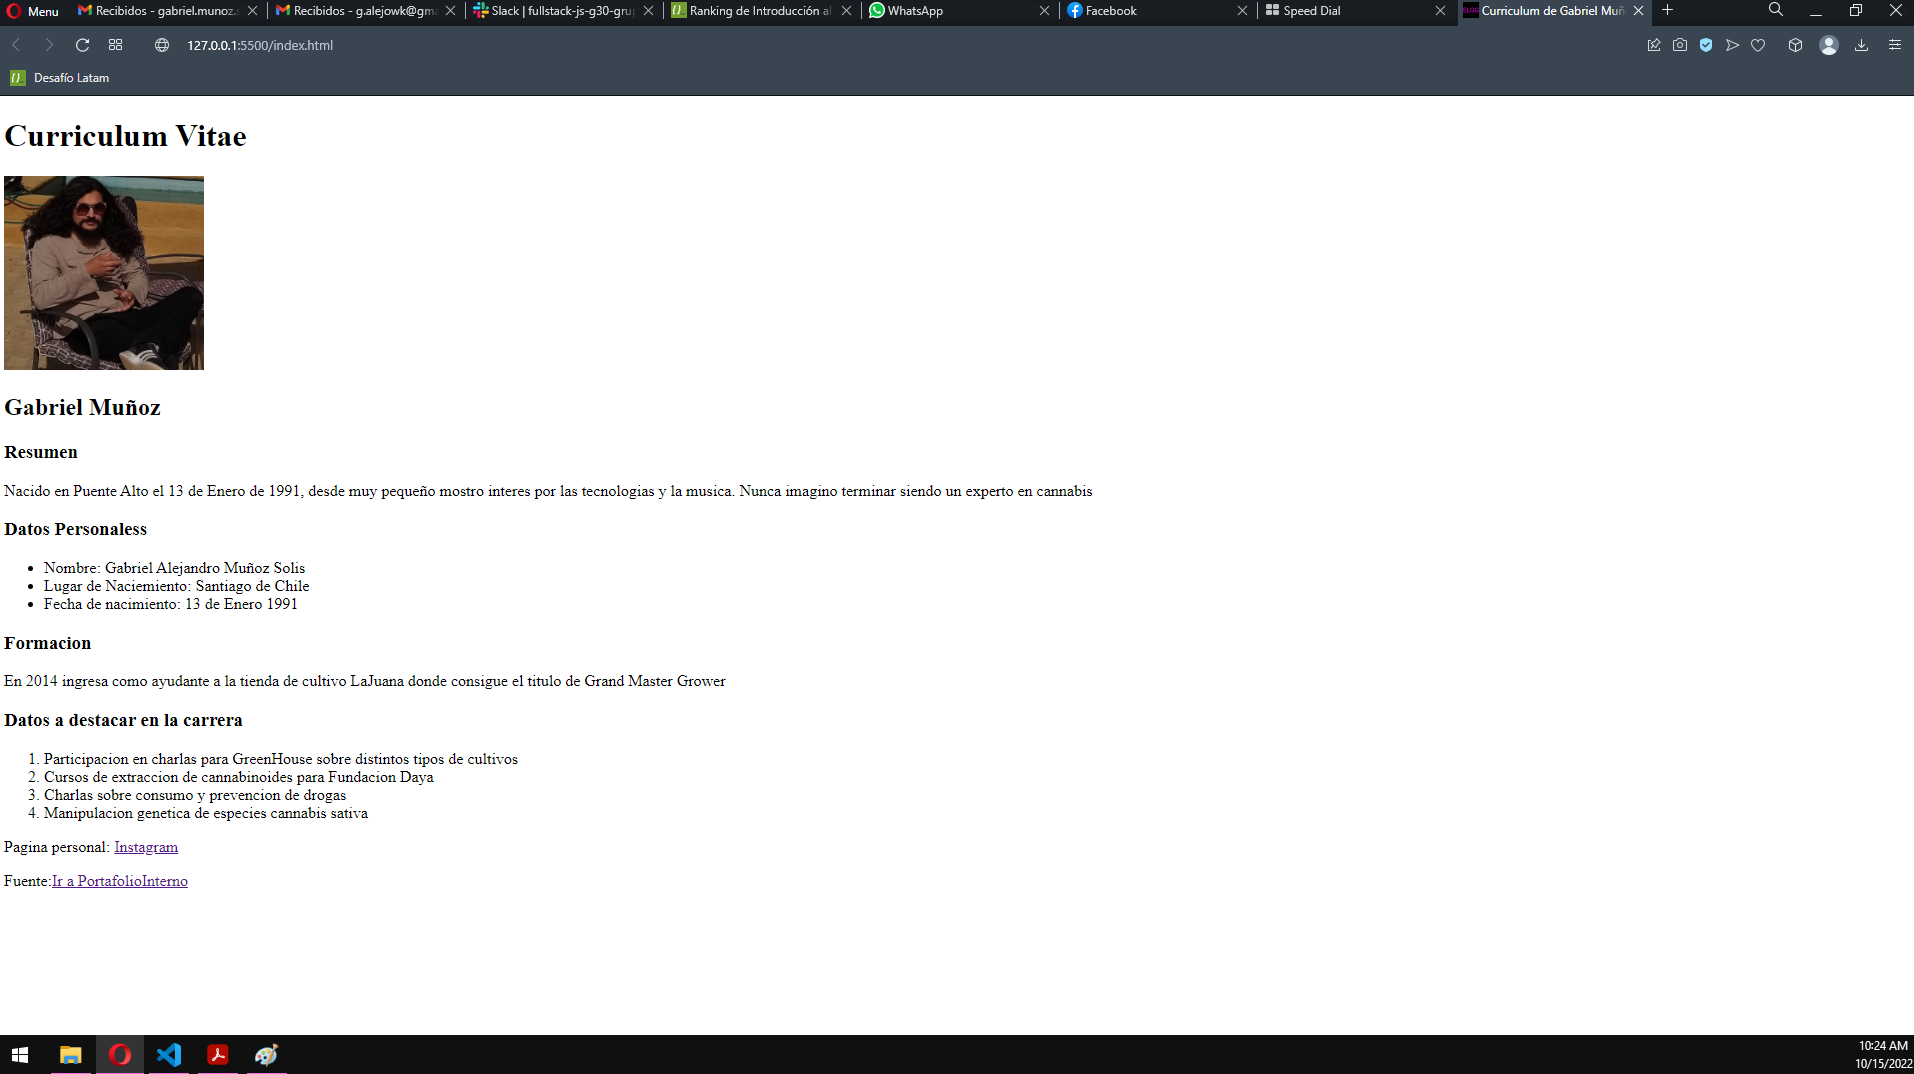 Menu
Recibidos - gabriel.munoz.
Recibidos - g.alejowk@gm
Slack | fullstack-js-g30-gru
Ranking de Introducción a
WhatsApp
Facebook
Speed Dial
Curriculum de Gabriel Muñ
127.0.0.1:5500/index.html
Desafío Latam
Curriculum Vitae
Gabriel Muñoz
Resumen
Nacido en Puente Alto el 13 de Enero de 1991, desde muy pequeño mostro interes por las tecnologias y la musica. Nunca imagino terminar siendo un experto en cannabis
Datos Personaless
• Nombre: Gabriel Alejandro Muñoz Solis
• Lugar de Naciemiento: Santiago de Chile
• Fecha de nacimiento: 13 de Enero 1991
Formacion
En 2014 ingresa como ayudante a la tienda de cultivo LaJuana donde consigue el titulo de Grand Master Grower
Datos a destacar en la carrera
1. Participacion en charlas para GreenHouse sobre distintos tipos de cultivos
2. Cursos de extraccion de cannabinoides para Fundacion Daya
3. Charlas sobre consumo y prevencion de drogas
4. Manipulacion genetica de especies cannabis sativa
Pagina personal: Instagram
Fuente:Ir a PortafolioInterno
10:24 AM
10/15/2022